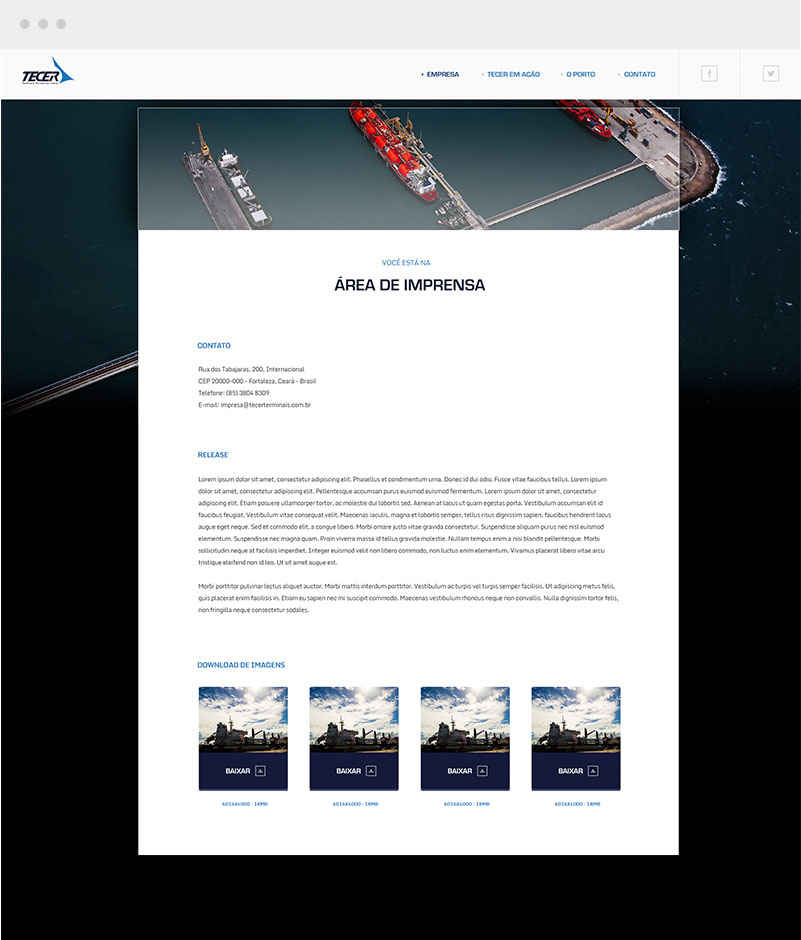 TECER
EMPRESA
TECER EM AÇÃO
O PORTO
CONTATO
VOCÊ ESTÁ NA
ÁREA DE IMPRENSA
CONTATO
Rua dos Tabajaras, 200, Internacional
CEP 20000-000 - Fortaleza, Ceará - Brasil
Telefone: (85) 3804 8309
E-mail: impresa@tecerterminais.com.br
RELEASE
Lorem ipsum dolor sit amet, consectetur adipiscing elit. Phasellus et condimentum urna. Donec id dui odio. Fusce vitae faucibus tellus. Lorem ipsum
dolor sit amet, consectetur adipiscing elit. Pellentesque accumsan purus euismod euismod fermentum. Lorem ipsum dolor sit amet, consectetur
adipiscing elit. Etiam posuere ullamcorper tortor, ac molestie dui lobortis sed. Aenean at lacus ut quam egestas porta. Vestibulum accumsan elit id
faucibus feugiat. Vestibulum vitae consequat velit. Maecenas iaculis, magna et lobortis semper, tellus risus dignissim sapien, faucibus hendrerit lacus
augue eget neque. Sed et commodo elit, a congue libero. Morbi ornare justo vitae gravida consectetur. Suspendisse aliquam purus nec nisl euismod
elementum. Suspendisse nec magna quam. Proin viverra massa id tellus gravida molestie. Nullam tempus enim a nisi blandit pellentesque. Morbi
sollicitudin neque at facilisis imperdiet. Integer euismod velit non libero commodo, non luctus enim elementum. Vivamus placerat libero vitae arcu
tristique eleifend non id leo. Ut sit amet augue est.
Morbi porttitor pulvinar lectus aliquet auctor. Morbi mattis interdum porttitor. Vestibulum ac turpis vel turpis semper facilisis. Ut adipiscing metus felis,
quis placerat enim facilisis in. Etiam eu sapien nec mi suscipit commodo. Maecenas vestibulum rhoncus neque non convallis. Nulla dignissim tortor felis,
non fringilla neque consectetur sodales.
DOWNLOAD DE IMAGENS
BAIXAR
BAIXAR
BAIXAR
BAIXAR
6016X4000 - 18MB
6016X4000 - 18MB
6016X4000 - 18MB
6016X4000 - 18MB